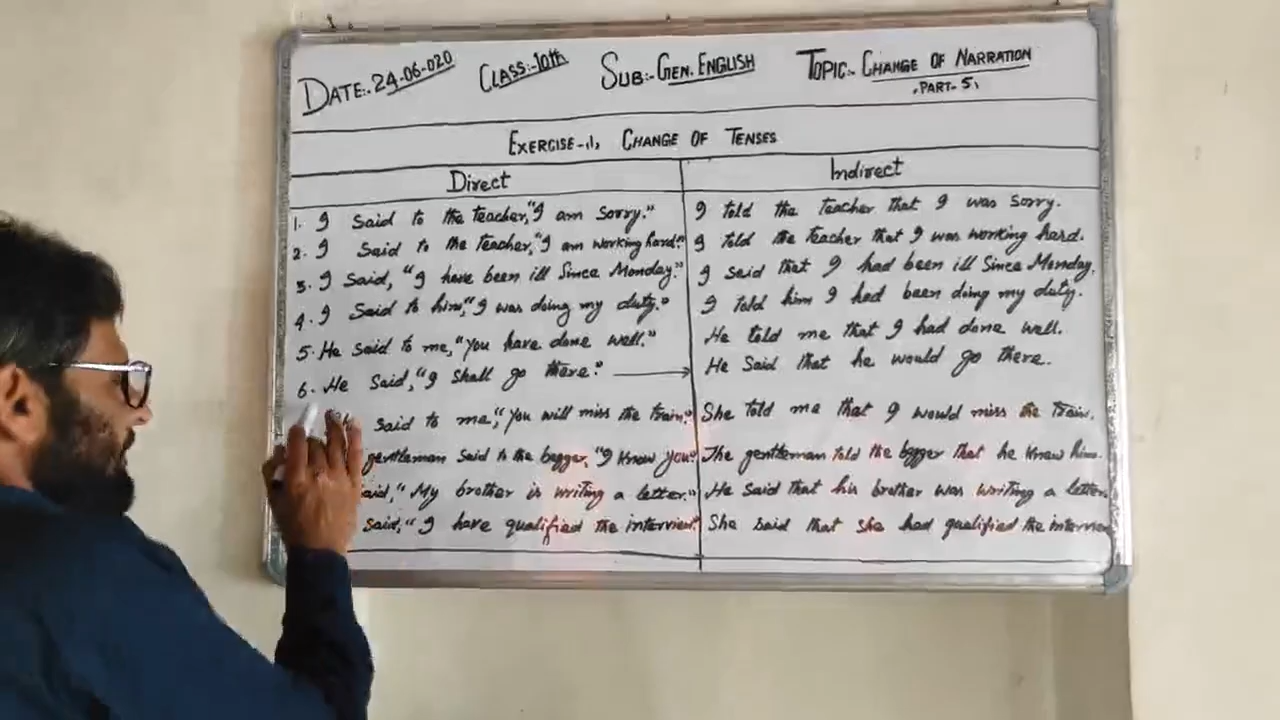 DATE:- 24-06-020 CLASS:-10th SUB:- GEN. ENGLISH TOPIC:- CHANGE OF NARRATION
PART-5
EXERCISE-1, CHANGE OF TENSES
Direct Indirect
1. I Said to the teacher, "I am Sorry." I told the teacher that I was Sorry.
2. I Said to the teacher, "I am working hard." I told the teacher that I was working hard.
3. I Said, "I have been ill Since Monday." I said that I had been ill Since Monday.
4. I Said to him, "I was doing my duty." I told him I had been doing my duty.
5. He Said to me, "You have done well." He told me that I had done well.
6. He Said, "I Shall go there." He Said that he would go there.
said to me, "You will miss the train." She told me that I would miss the train.
gentleman Said to the begger, "I Know you." The gentleman told the begger that he knew him.
"My brother is writing a letter." He Said that his brother was writing a letter.
Said, "I have qualified the interview." She said that she had qualified the